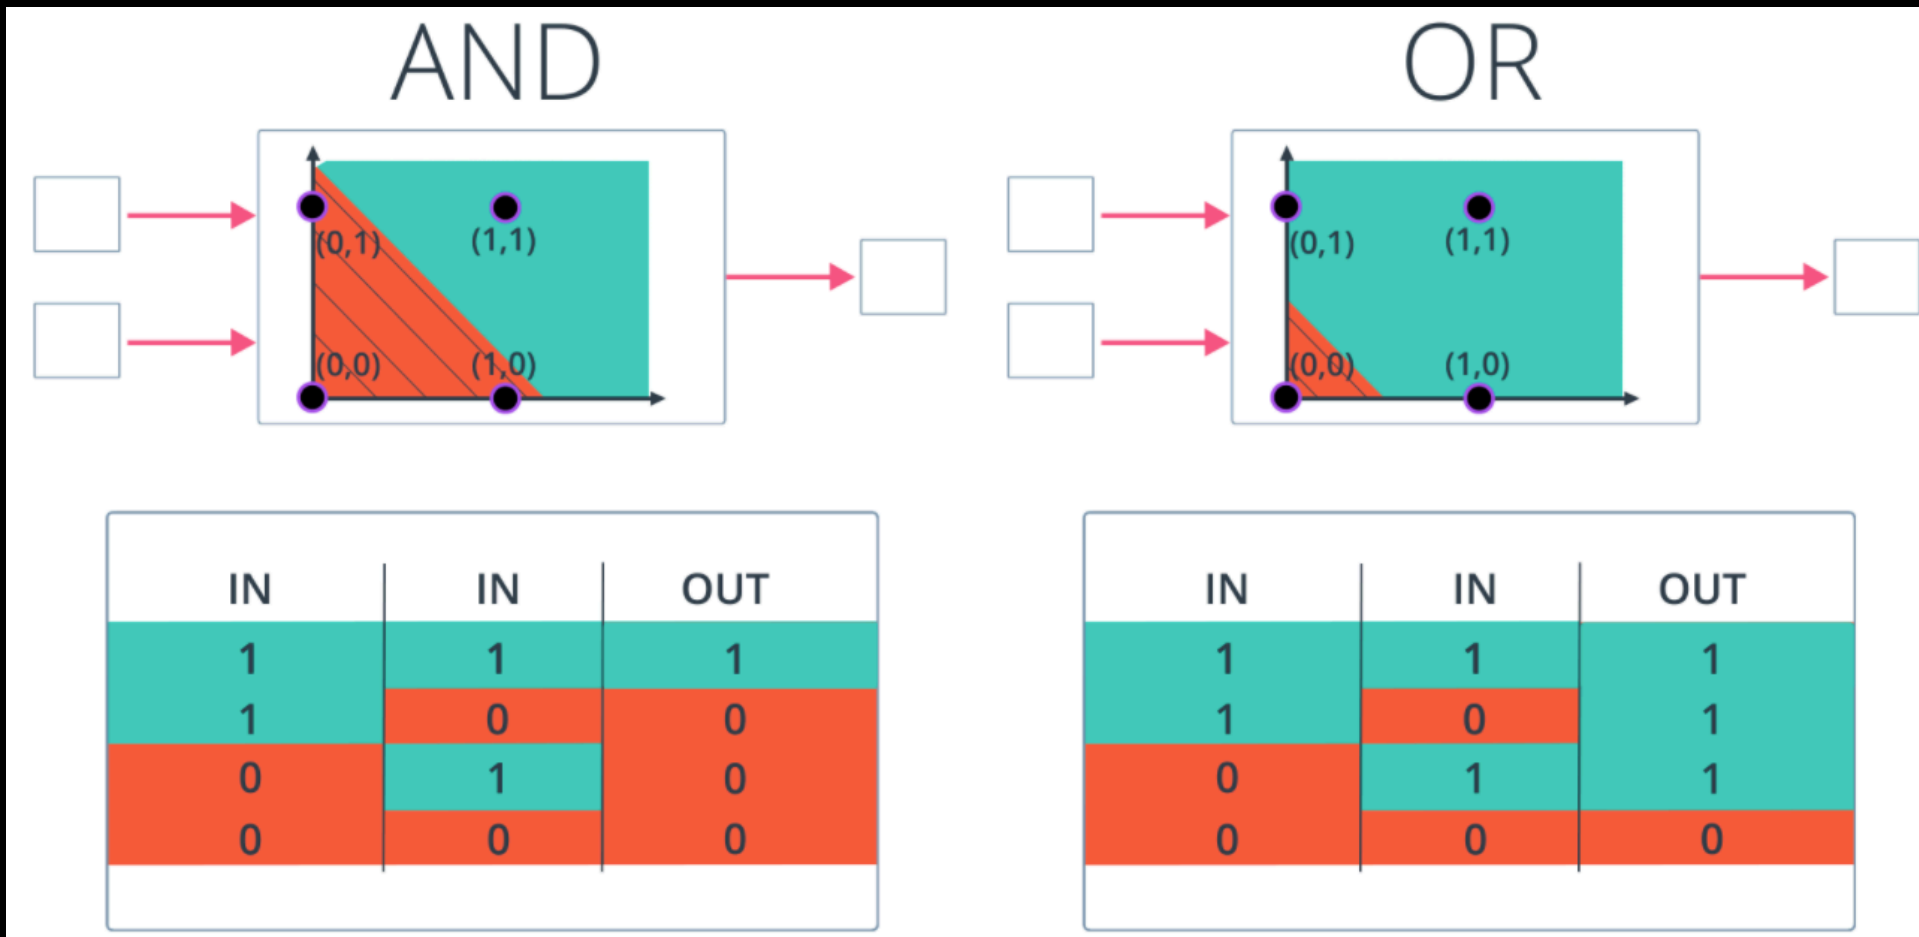 AND
(0,1)
(1,1)
(0,0)
(1,0)
IN IN OUT
1 1 1
1 0 0
0 1 0
0 0 0
OR
(0,1)
(1,1)
(0,0)
(1,0)
IN IN OUT
1 1 1
1 0 1
0 1 1
0 0 0